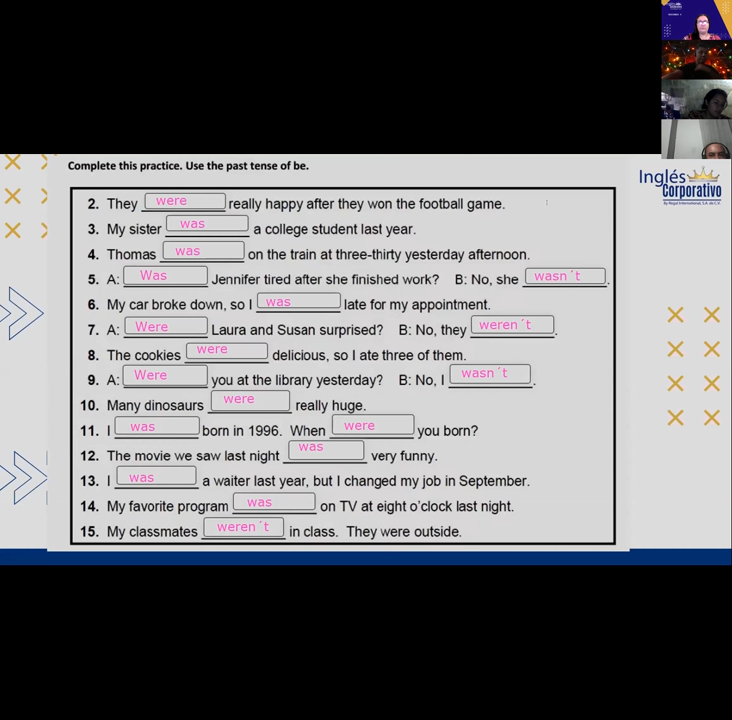 Complete this practice. Use the past tense of be.
Inglés
Corporativo
2. They were really happy after they won the football game.
3. My sister was a college student last year.
4. Thomas was on the train at three-thirty yesterday afternoon.
5. A: Was Jennifer tired after she finished work? B: No, she wasn´t.
6. My car broke down, so I was late for my appointment.
7. A: Were Laura and Susan surprised? B: No, they weren´t.
8. The cookies were delicious, so I ate three of them.
9. A: Were you at the library yesterday? B: No, I wasn´t.
10. Many dinosaurs were really huge.
11. I was born in 1996. When were you born?
12. The movie we saw last night was very funny.
13. I was a waiter last year, but I changed my job in September.
14. My favorite program was on TV at eight o'clock last night.
15. My classmates weren´t in class. They were outside.